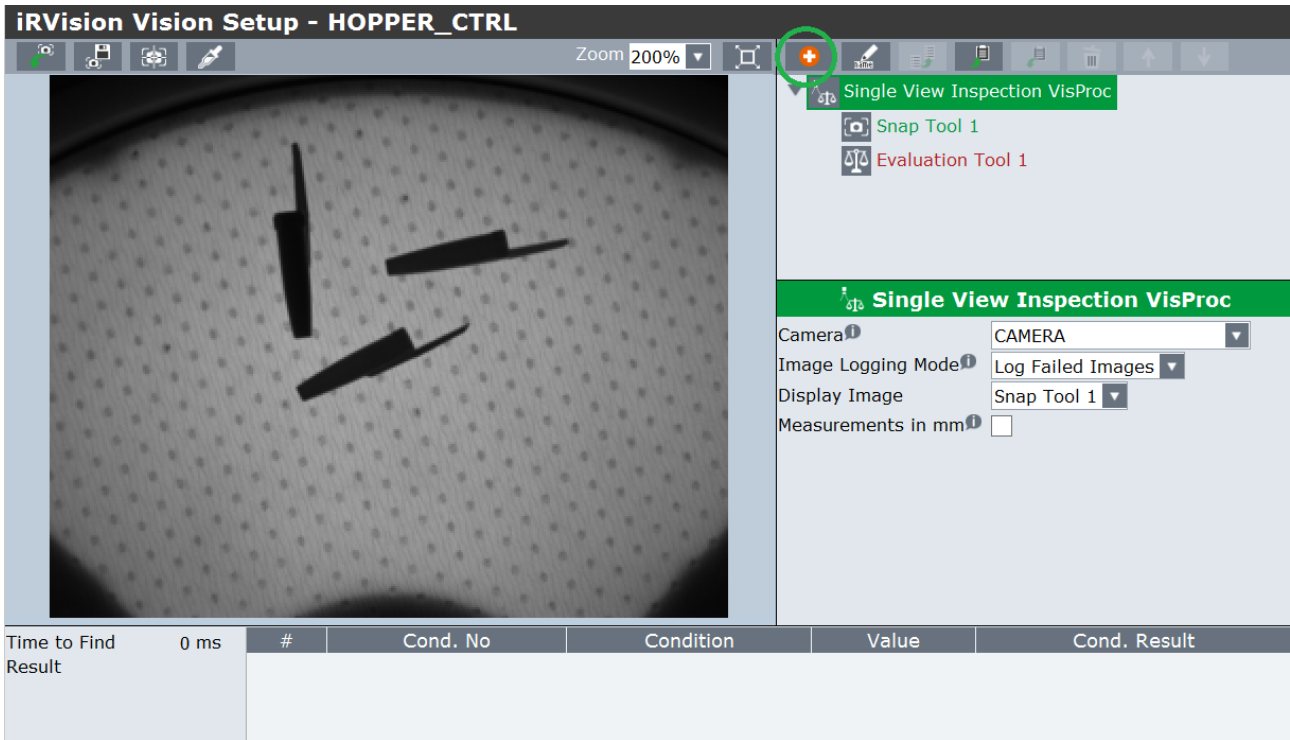 iRVision Vision Setup - HOPPER_CTRL
Zoom 200%
name
Single View Inspection VisProc
Snap Tool 1
Evaluation Tool 1
Single View Inspection VisProc
Camera CAMERA
Image Logging Mode Log Failed Images
Display Image Snap Tool 1
Measurements in mm
Time to Find 0 ms # Cond. No Condition Value Cond. Result
Result